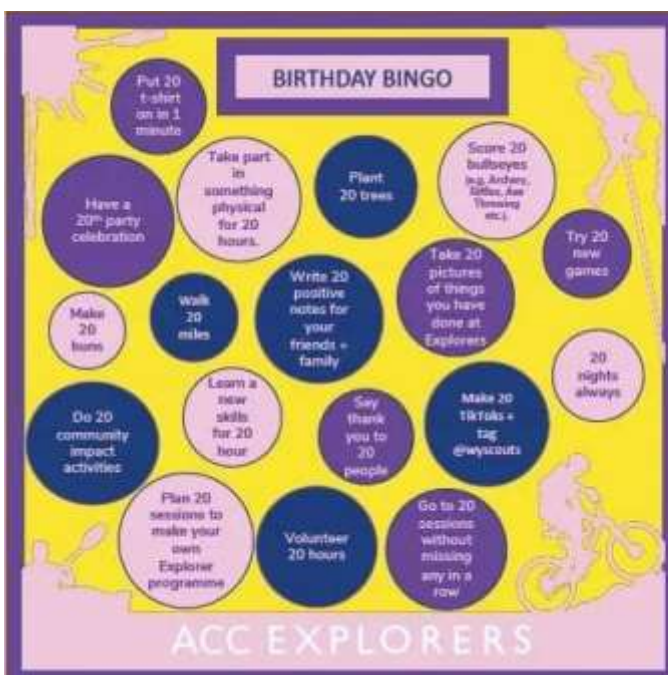 BIRTHDAY BINGO
Put 20
t-shirt
on in 1
minute
Take part
in
something
physical
for 20
hours.
Plant
20 trees
Score 20
bullseyes
(e.g. Archery,
Rifles, Axe
Throwing
etc.).
Have a
20th party
celebration
Try 20
new
games
Take 20
pictures
of things
you have
done at
Explorers
Write 20
positive
notes for
your
friends +
family
Walk
20
miles
Make
20
buns
20
nights
always
Learn a
new
skills
for 20
hour
Say
thank
you to
20
people
Make 20
TikToks +
tag
@wyscouts
Do 20
community
impact
activities
Plan 20
sessions to
make your
own
Explorer
programme
Volunteer
20 hours
Go to 20
sessions
without
missing
any in a
row
ACC EXPLORERS